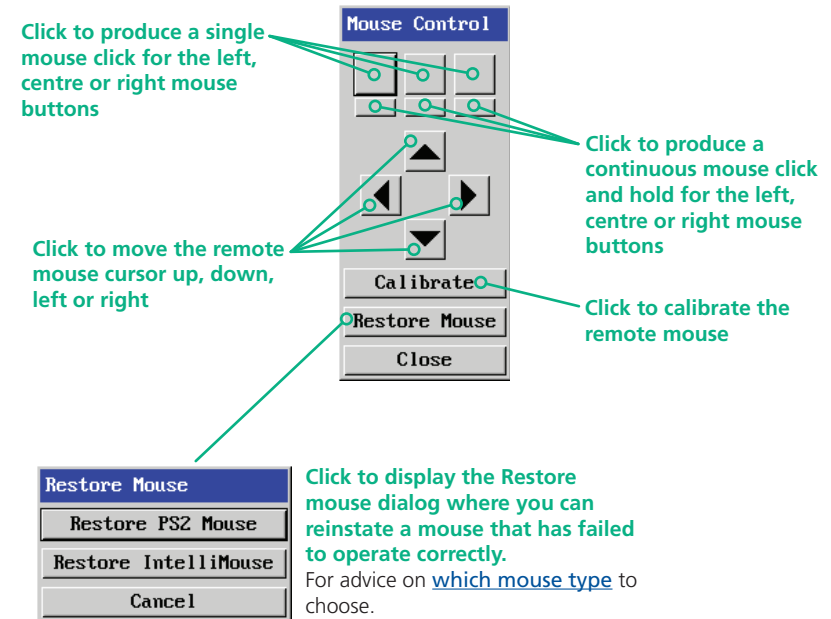 Mouse Control
Click to produce a single
mouse click for the left,
centre or right mouse
buttons
Click to produce a
continuous mouse click
and hold for the left,
centre or right mouse
buttons
Click to move the remote
mouse cursor up, down,
left or right
Calibrate
Click to calibrate the
remote mouse
Restore Mouse
Close
Restore Mouse
Restore PS2 Mouse
Restore IntelliMouse
Cancel
Click to display the Restore
mouse dialog where you can
reinstate a mouse that has failed
to operate correctly.
For advice on which mouse type to
choose.